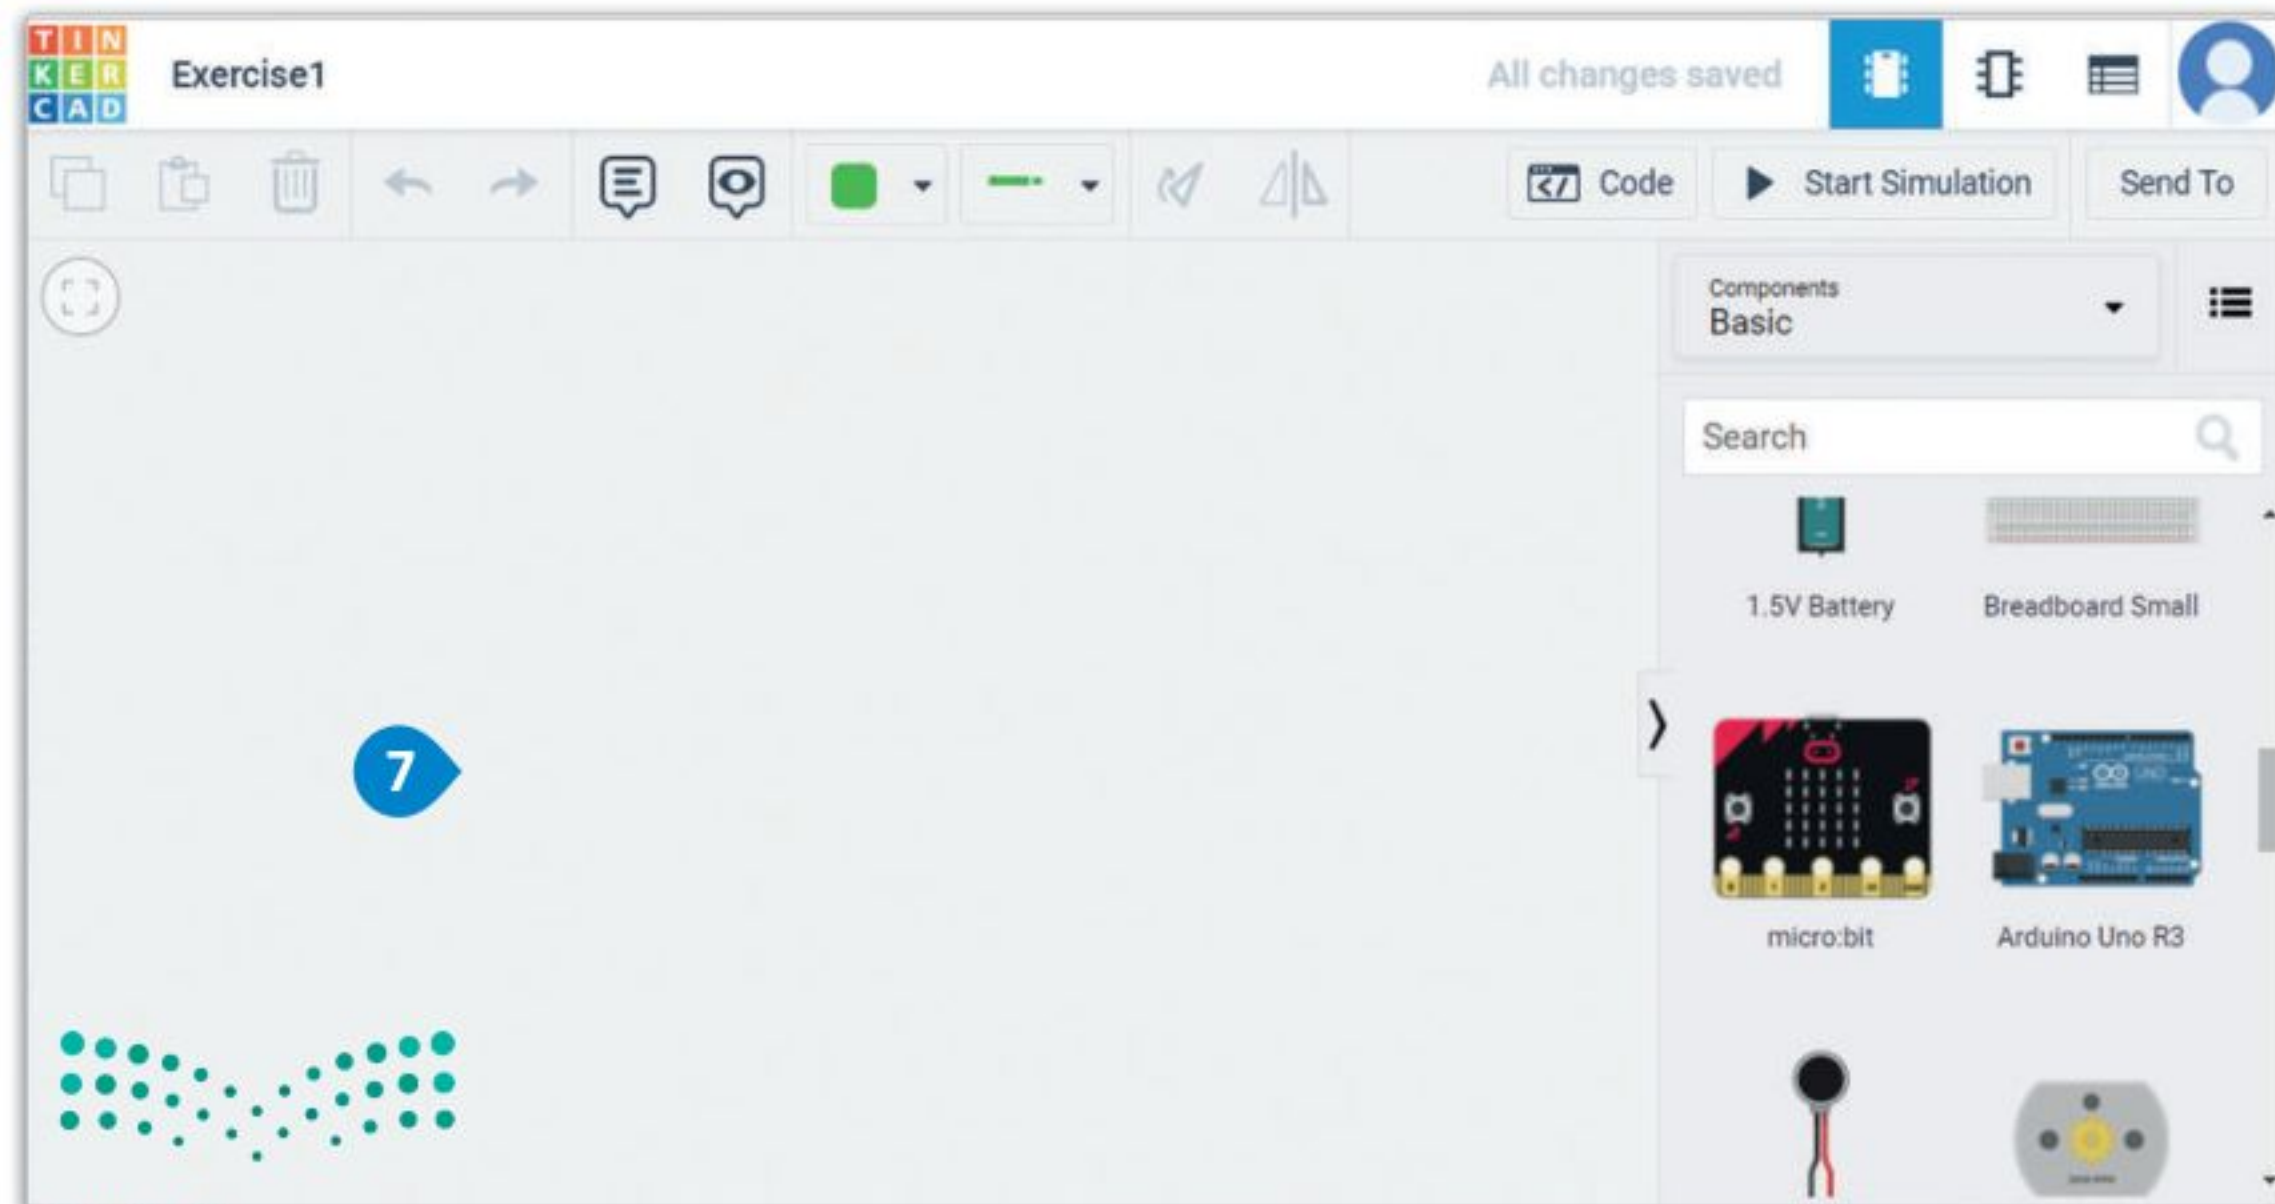 TIN
KER
CAD
Exercise1
All changes saved
Code
Start Simulation
Send To
Components
Basic
Search
1.5V Battery
Breadboard Small
7
micro:bit
Arduino Uno R3